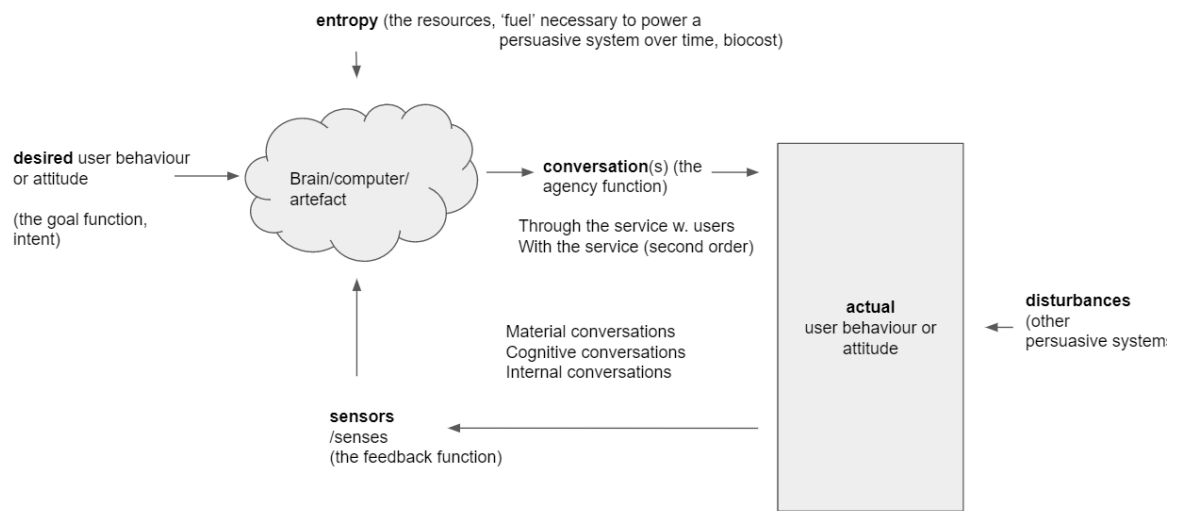 entropy (the resources, ‘fuel’ necessary to power a
persuasive system over time, biocost)
desired user behaviour
or attitude
(the goal function,
intent)
Brain/computer/
artefact
conversation(s) (the
agency function)
Through the service w. users
With the service (second order)
actual
user behaviour or
attitude
disturbances
(other
persuasive system
Material conversations
Cognitive conversations
Internal conversations
sensors
/senses
(the feedback function)